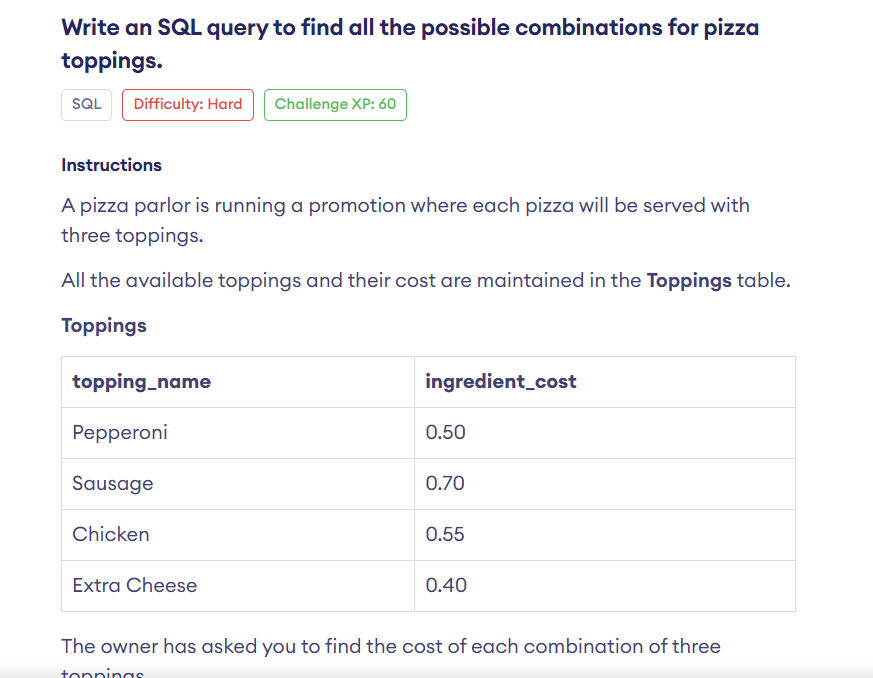 Write an SQL query to find all the possible combinations for pizza
toppings.
SQL Difficulty: Hard Challenge XP: 60
Instructions
A pizza parlor is running a promotion where each pizza will be served with
three toppings.
All the available toppings and their cost are maintained in the Toppings table.
Toppings
topping_name ingredient_cost
Pepperoni 0.50
Sausage 0.70
Chicken 0.55
Extra Cheese 0.40
The owner has asked you to find the cost of each combination of three
toppings